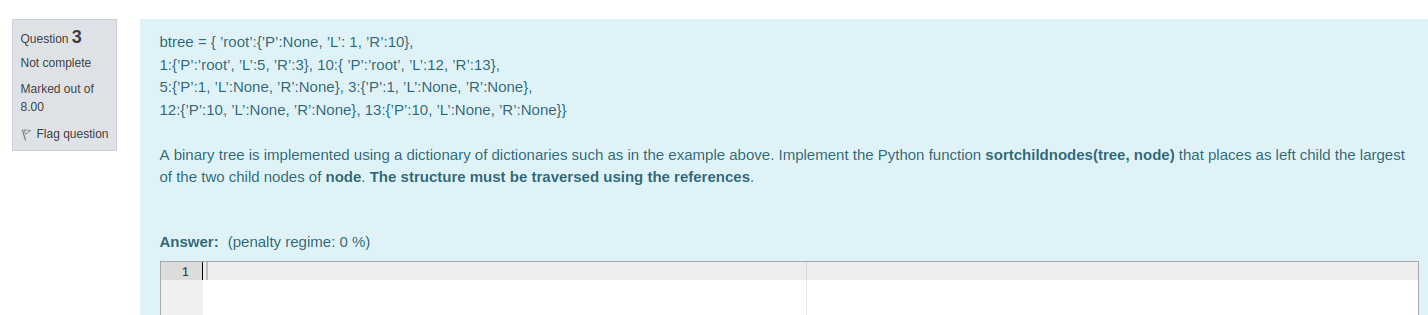 Question 3
Not complete
Marked out of
8.00
Flag question
btree = { ’root’:{’P’:None, ’L’: 1, ’R’:10},
1:{’P’:’root’, ’L’:5, ’R’:3}, 10:{ ’P’:’root’, ’L’:12, ’R’:13},
5:{’P’:1, ’L’:None, ’R’:None}, 3:{’P’:1, ’L’:None, ’R’:None},
12:{’P’:10, ’L’:None, ’R’:None}, 13:{’P’:10, ’L’:None, ’R’:None}}
A binary tree is implemented using a dictionary of dictionaries such as in the example above. Implement the Python function sortchildnodes(tree, node) that places as left child the largest
of the two child nodes of node. The structure must be traversed using the references.
Answer: (penalty regime: 0 %)
1